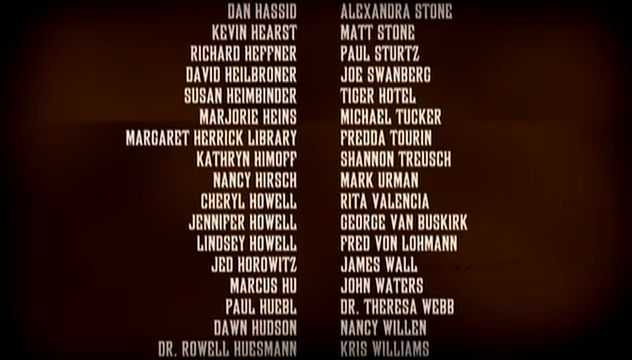 DAN HASSID
KEVIN HEARST
RICHARD HEFFNER
DAVID HEILBRONER
SUSAN HEIMBINDER
MARJORIE HEINS
MARGARET HERRICK LIBRARY
KATHRYN HIMOFF
NANCY HIRSCH
CHERYL HOWELL
JENNIFER HOWELL
LINDSEY HOWELL
JED HOROWITZ
MARCUS HU
PAUL HUEBL
DAWN HUDSON
DR. ROWELL HUESMANN
ALEXANDRA STONE
MATT STONE
PAUL STURTZ
JOE SWANBERG
TIGER HOTEL
MICHAEL TUCKER
FREDDA TOURIN
SHANNON TREUSCH
MARK URMAN
RITA VALENCIA
GEORGE VAN BUSKIRK
FRED VON LOHMANN
JAMES WALL
JOHN WATERS
DR. THERESA WEBB
NANCY WILLEN
KRIS WILLIAMS